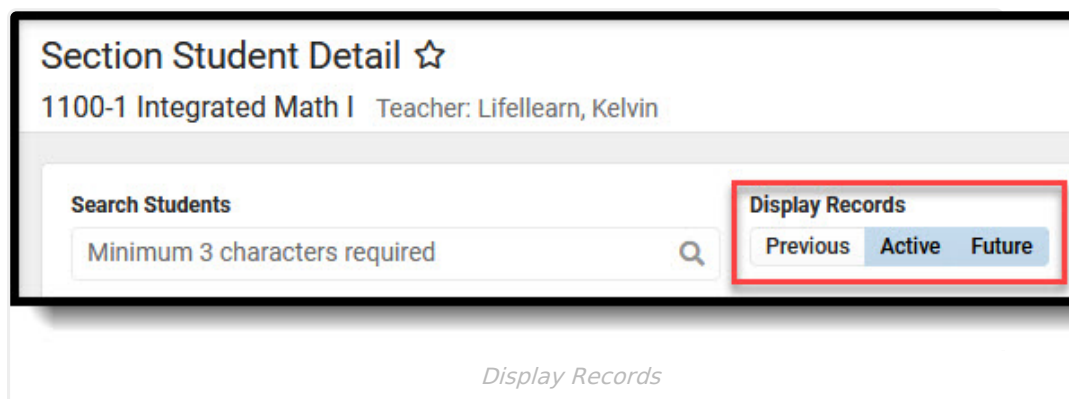 Section Student Detail
1100-1 Integrated Math I Teacher: Lifellearn, Kelvin
Search Students
Minimum 3 characters required
Display Records
Previous Active Future
Display Records